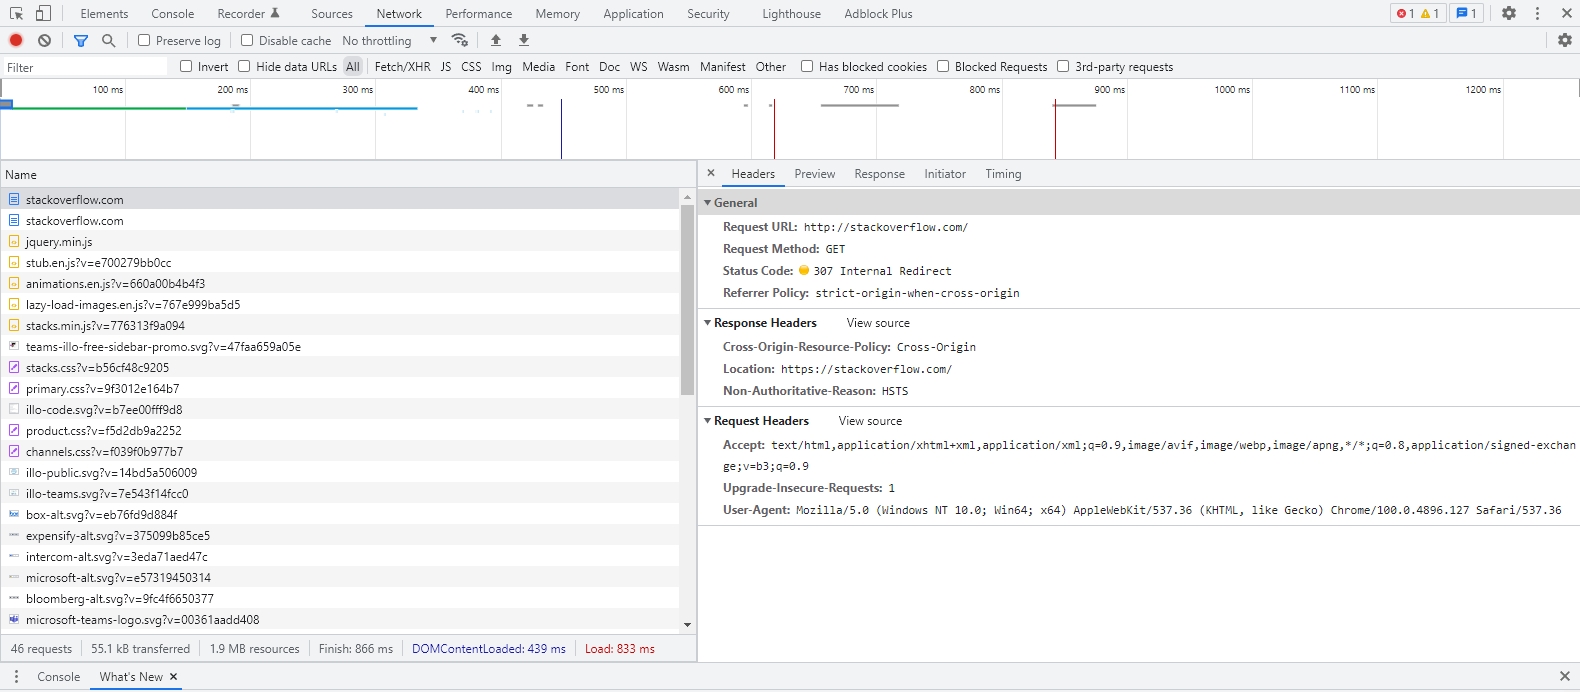 Elements Console Recorder Sources Network Performance Memory Application Security Lighthouse Adblock Plus 1 1 1
Preserve log Disable cache No throttling
Filter Invert Hide data URLs All Fetch/XHR JS CSS Img Media Font Doc WS Wasm Manifest Other Has blocked cookies Blocked Requests 3rd-party requests
100 ms 200 ms 300 ms 400 ms 500 ms 600 ms 700 ms 800 ms 900 ms 1000 ms 1100 ms 1200 ms
Name
stackoverflow.com
stackoverflow.com
jquery.min.js
stub.en.js?v=e700279bb0cc
animations.en.js?v=660a00b4b4f3
lazy-load-images.en.js?v=767e999ba5d5
stacks.min.js?v=776313f9a094
teams-illo-free-sidebar-promo.svg?v=47faa659a05e
stacks.css?v=b56cf48c9205
primary.css?v=9f3012e164b7
illo-code.svg?v=b7ee00fff9d8
product.css?v=f5d2db9a2252
channels.css?v=f039f0b977b7
illo-public.svg?v=14bd5a506009
illo-teams.svg?v=7e543f14fcc0
box-alt.svg?v=eb76fd9d884f
expensify-alt.svg?v=375099b85ce5
intercom-alt.svg?v=3eda71aed47c
microsoft-alt.svg?v=e57319450314
bloomberg-alt.svg?v=9fc4f6650377
microsoft-teams-logo.svg?v=00361aadd408
46 requests 55.1 kB transferred 1.9 MB resources Finish: 866 ms DOMContentLoaded: 439 ms Load: 833 ms
Headers Preview Response Initiator Timing
General
Request URL: http://stackoverflow.com/
Request Method: GET
Status Code: 307 Internal Redirect
Referrer Policy: strict-origin-when-cross-origin
Response Headers View source
Cross-Origin-Resource-Policy: Cross-Origin
Location: https://stackoverflow.com/
Non-Authoritative-Reason: HSTS
Request Headers View source
Accept: text/html,application/xhtml+xml,application/xml;q=0.9,image/avif,image/webp,image/apng,*/*;q=0.8,application/signed-exchan
ge;v=b3;q=0.9
Upgrade-Insecure-Requests: 1
User-Agent: Mozilla/5.0 (Windows NT 10.0; Win64; x64) AppleWebKit/537.36 (KHTML, like Gecko) Chrome/100.0.4896.127 Safari/537.36
Console What's New